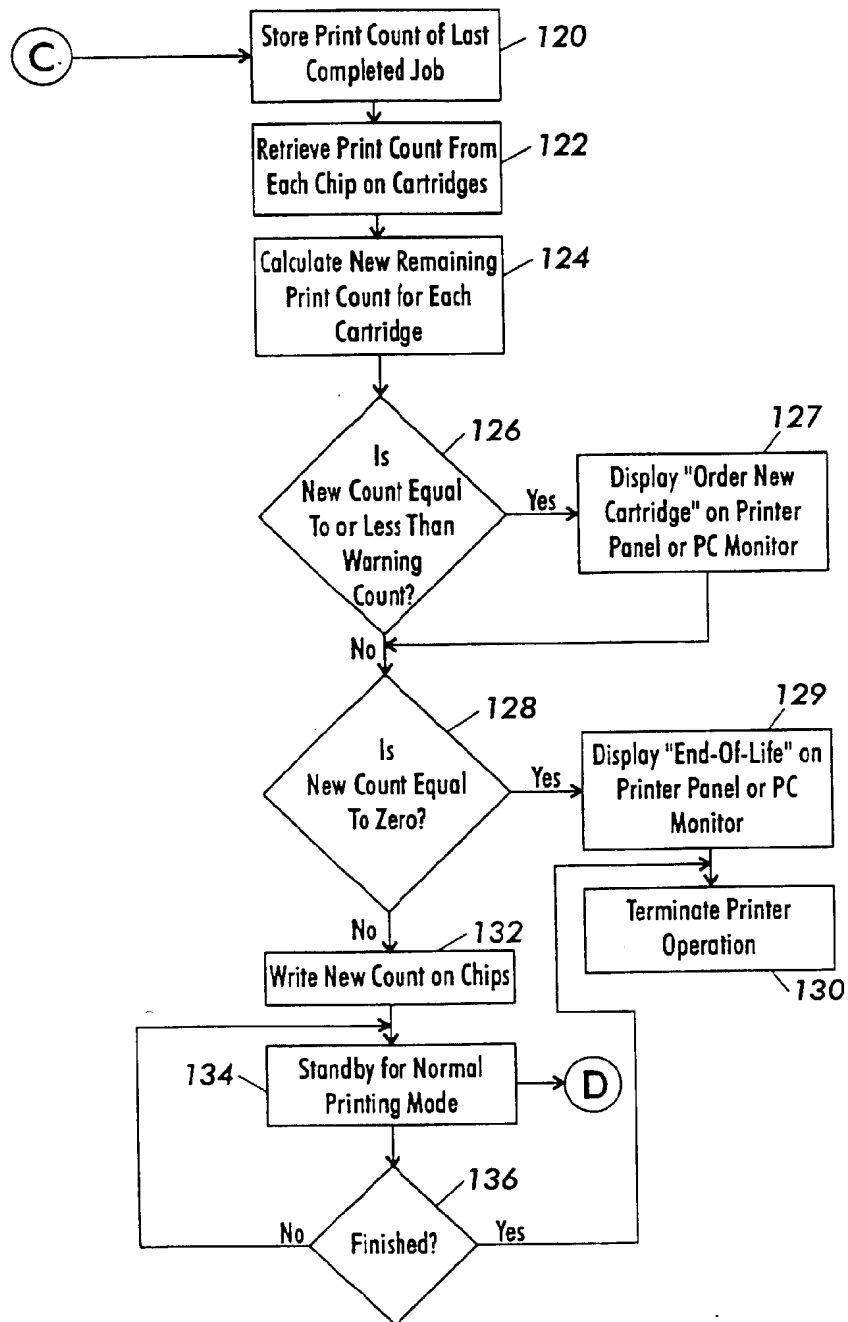 C
Store Print Count of Last
Completed Job
120
Retrieve Print Count From
Each Chip on Cartridges
122
Calculate New Remaining
Print Count for Each
Cartridge
124
Is
New Count Equal
To or Less Than
Warning
Count?
126
Yes
Display "Order New
Cartridge" on Printer
Panel or PC Monitor
127
No
Is
New Count Equal
To Zero?
128
Yes
Display "End-Of-Life" on
Printer Panel or PC
Monitor
129
Terminate Printer
Operation
130
No
Write New Count on Chips
132
134
Standby for Normal
Printing Mode
D
136
No
Finished?
Yes